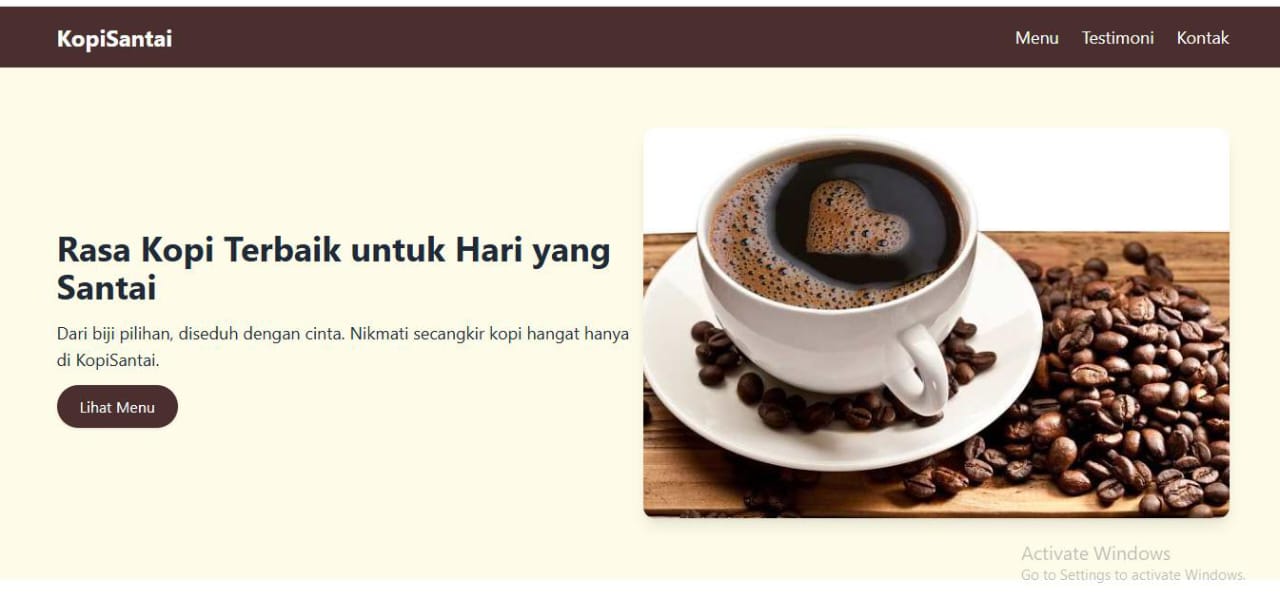 KopiSantai
Menu
Testimoni
Kontak
Rasa Kopi Terbaik untuk Hari yang
Santai
Dari biji pilihan, diseduh dengan cinta. Nikmati secangkir kopi hangat hanya
di KopiSantai.
Lihat Menu
Activate Windows
Go to Settings to activate Windows.